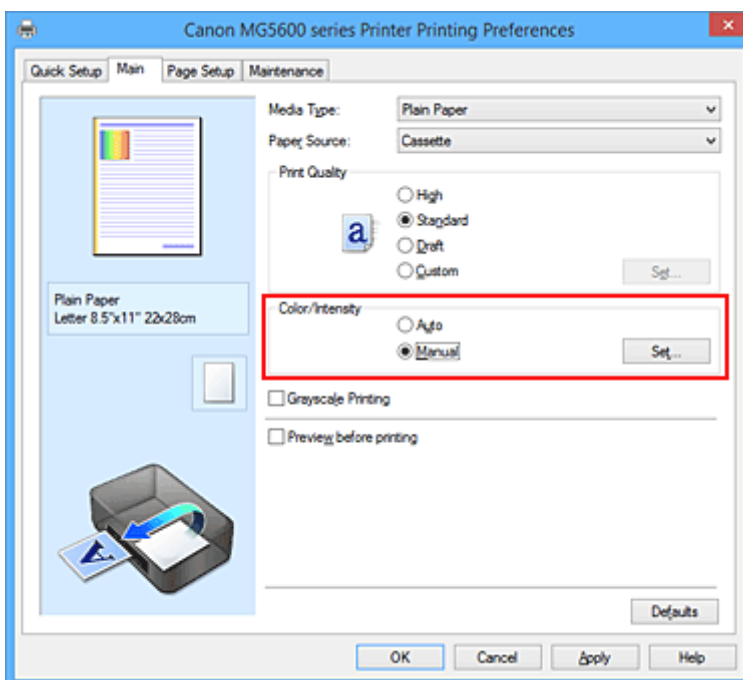 Canon MG5600 series Printer Printing Preferences
Quick Setup Main Page Setup Maintenance
Media Type: Plain Paper
Paper Source: Cassette
Print Quality
High
a
Standard
Draft
Custom Set...
Plain Paper
Letter 8.5"x11" 22x28cm
Color/Intensity
Auto
Manual Set...
Grayscale Printing
Preview before printing
A
Defaults
OK Cancel Apply Help